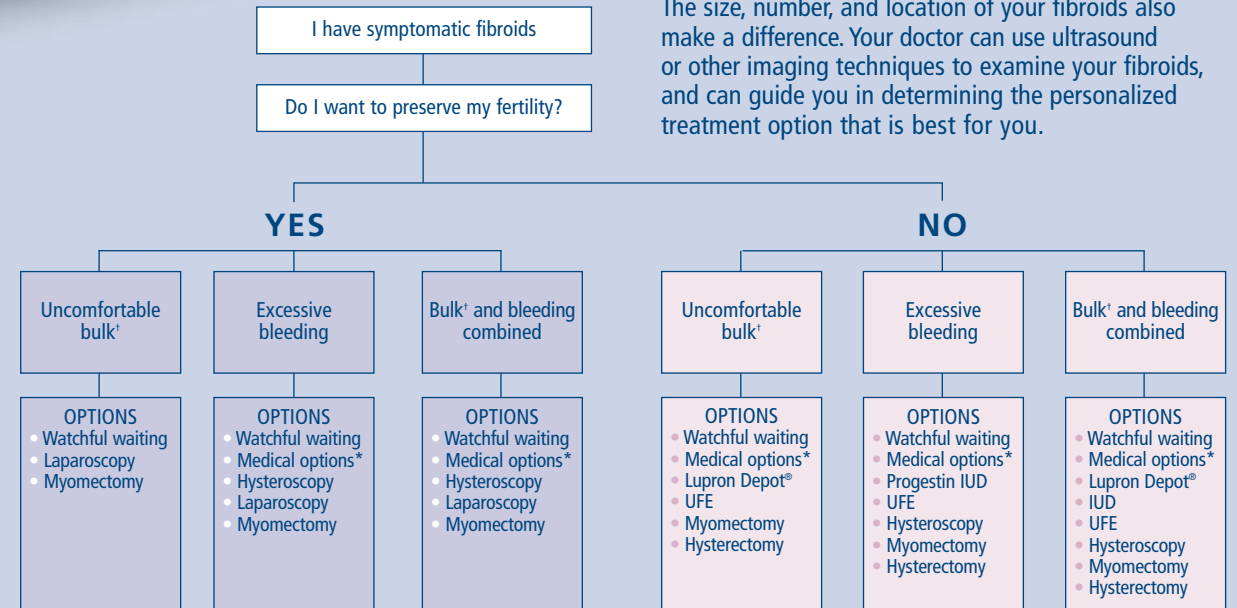 The size, number, and location of your fibroids also
make a difference. Your doctor can use ultrasound
or other imaging techniques to examine your fibroids,
and can guide you in determining the personalized
treatment option that is best for you.
I have symptomatic fibroids
Do I want to preserve my fertility?
YES
Uncomfortable
bulk†
OPTIONS
• Watchful waiting
• Laparoscopy
• Myomectomy
Excessive
bleeding
OPTIONS
• Watchful waiting
• Medical options*
• Hysteroscopy
• Laparoscopy
• Myomectomy
Bulk† and bleeding
combined
OPTIONS
• Watchful waiting
• Medical options*
• Hysteroscopy
• Laparoscopy
• Myomectomy
NO
Uncomfortable
bulk†
OPTIONS
• Watchful waiting
• Medical options*
• Lupron Depot®
• UFE
• Myomectomy
• Hysterectomy
Excessive
bleeding
OPTIONS
• Watchful waiting
• Medical options*
• Progestin IUD
• UFE
• Hysteroscopy
• Myomectomy
• Hysterectomy
Bulk† and bleeding
combined
OPTIONS
• Watchful waiting
• Medical options*
• Lupron Depot®
• IUD
• UFE
• Hysteroscopy
• Myomectomy
• Hysterectomy